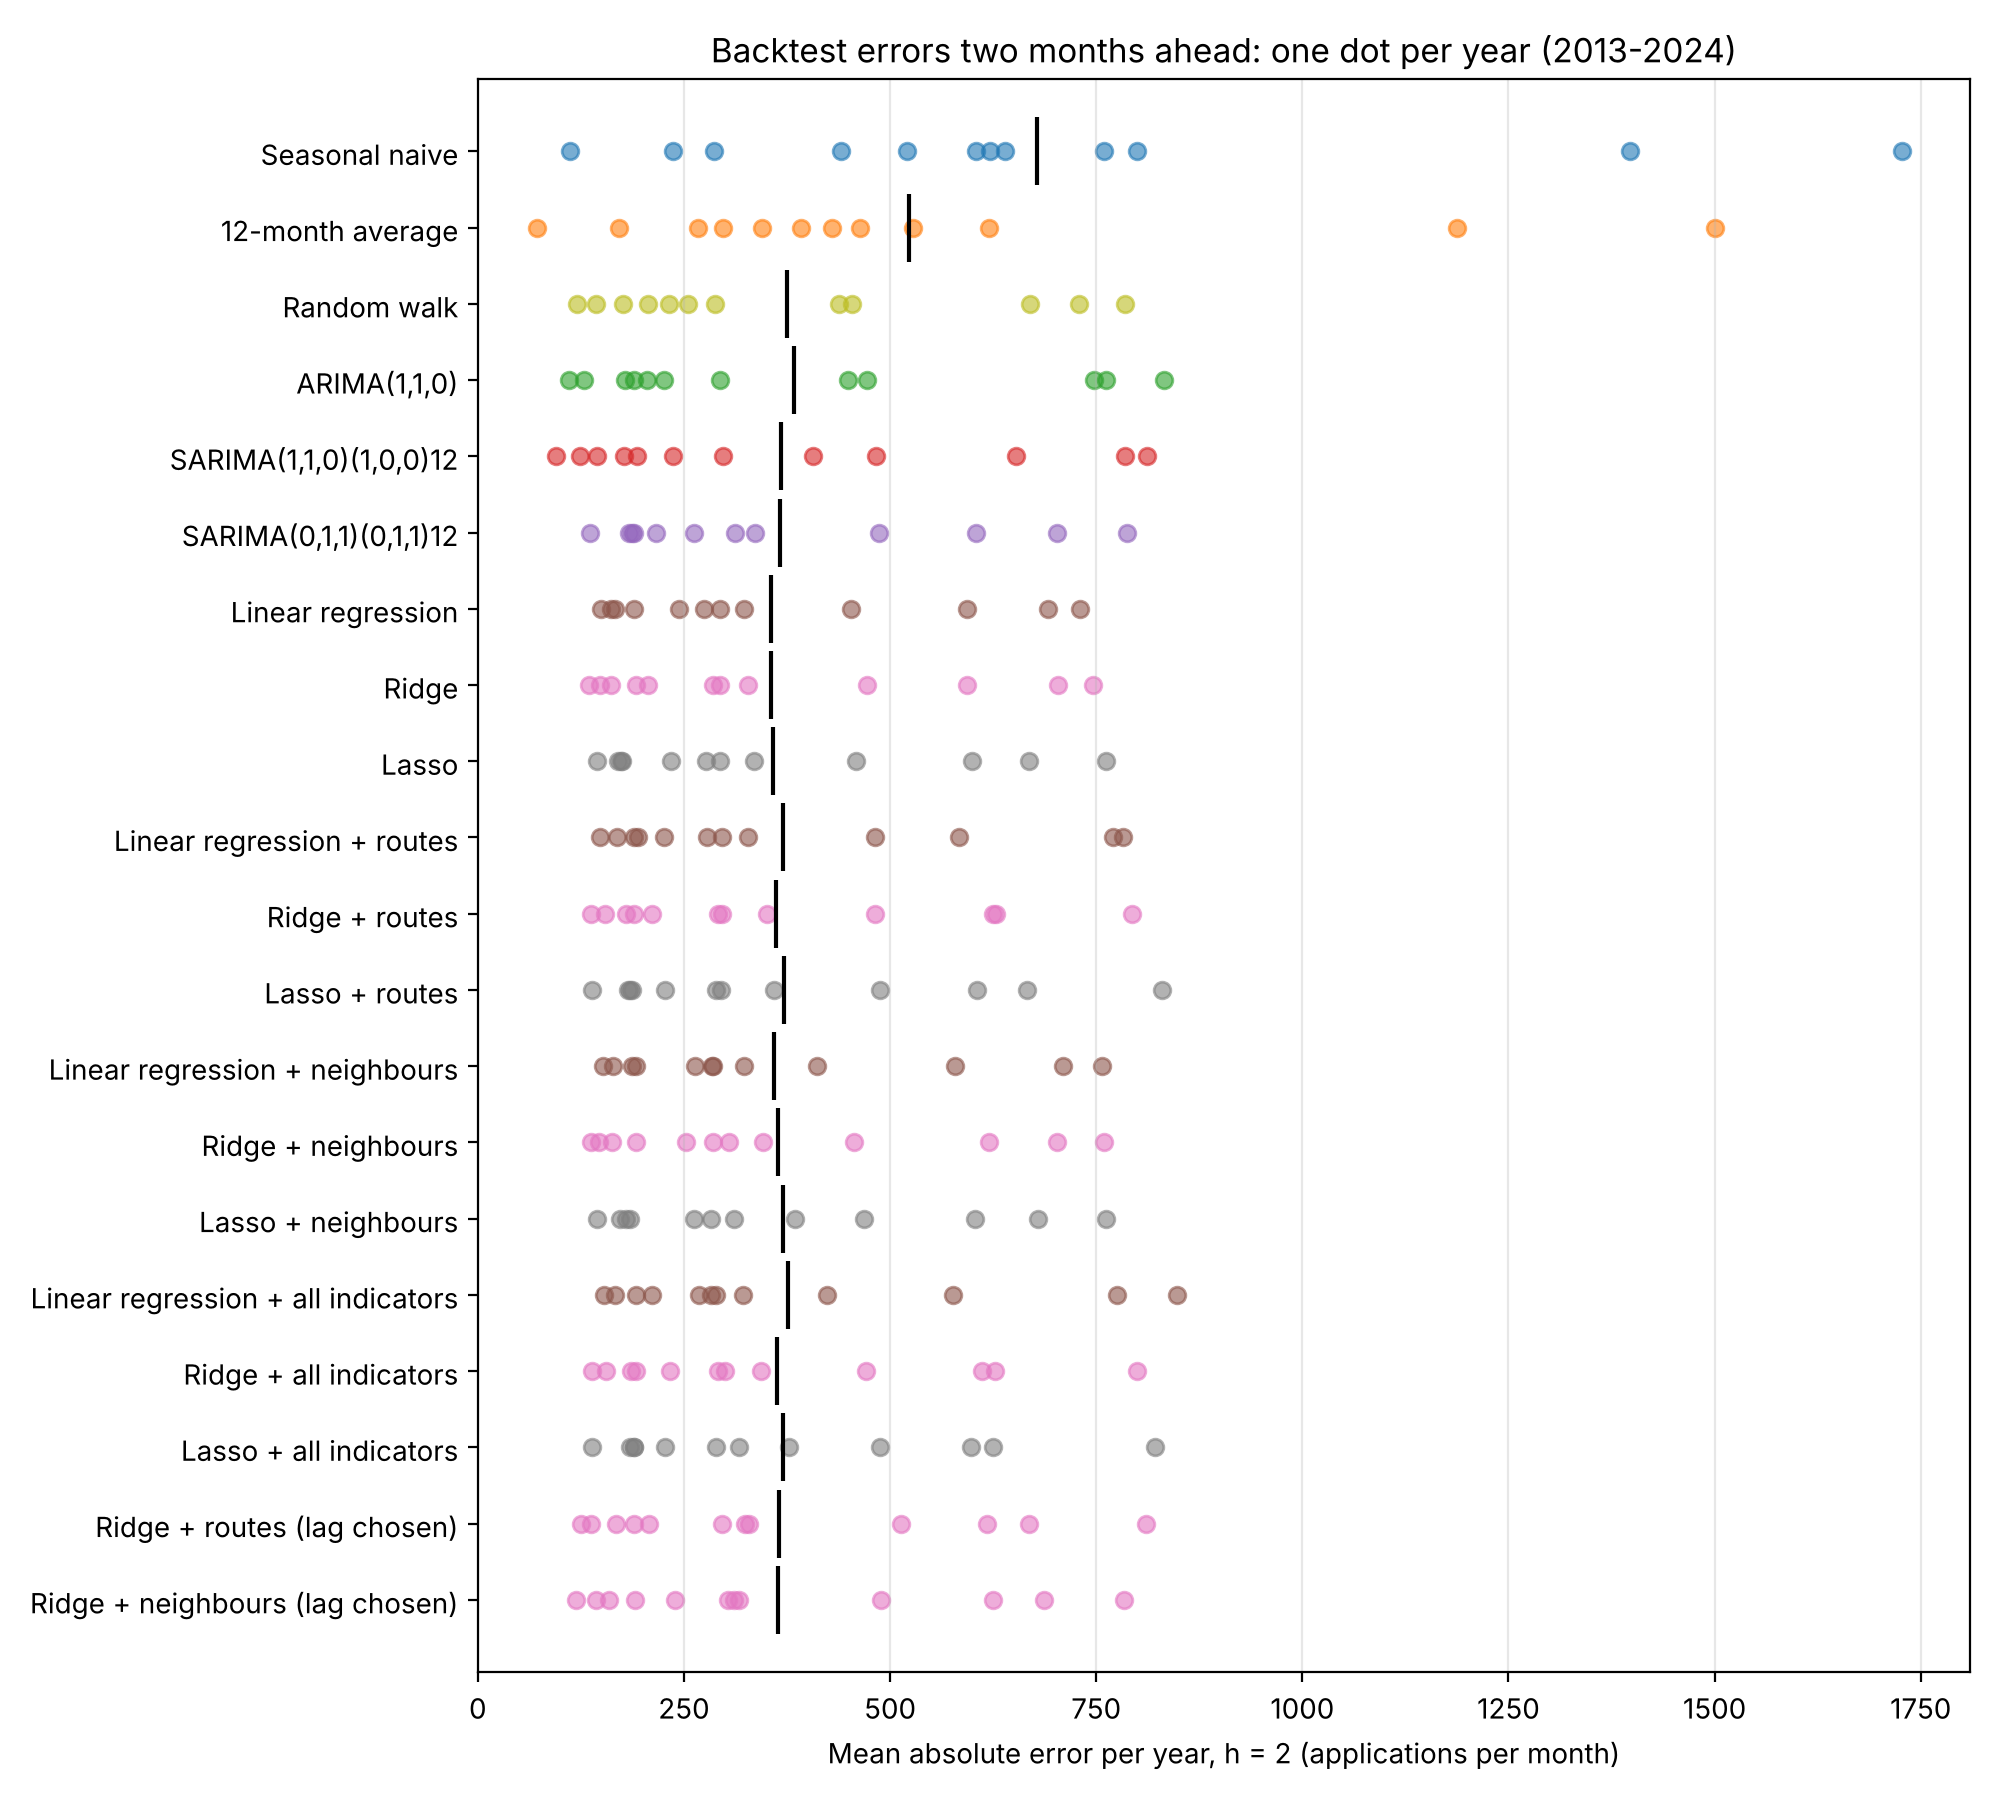 Backtest errors two months ahead: one dot per year (2013-2024)
Seasonal naive
12-month average
Random walk
ARIMA(1,1,0)
SARIMA(1,1,0)(1,0,0)12
SARIMA(0,1,1)(0,1,1)12
Linear regression
Ridge
Lasso
Linear regression + routes
Ridge + routes
Lasso + routes
Linear regression + neighbours
Ridge + neighbours
Lasso + neighbours
Linear regression + all indicators
Ridge + all indicators
Lasso + all indicators
Ridge + routes (lag chosen)
Ridge + neighbours (lag chosen)
0 250 500 750 1000 1250 1500 1750
Mean absolute error per year, h = 2 (applications per month)